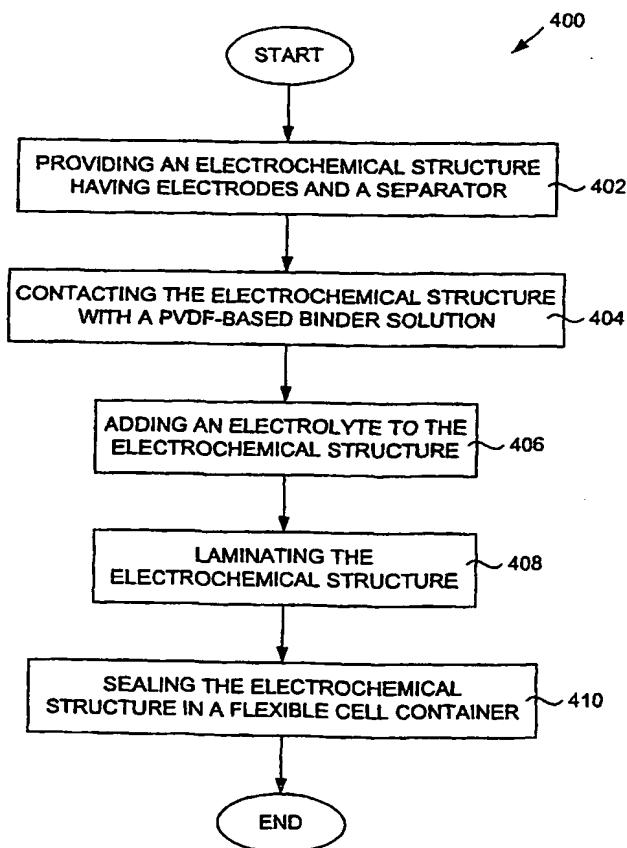 400
START
PROVIDING AN ELECTROCHEMICAL STRUCTURE
HAVING ELECTRODES AND A SEPARATOR
402
CONTACTING THE ELECTROCHEMICAL STRUCTURE
WITH A PVDF-BASED BINDER SOLUTION
404
ADDING AN ELECTROLYTE TO THE
ELECTROCHEMICAL STRUCTURE
406
LAMINATING THE
ELECTROCHEMICAL STRUCTURE
408
SEALING THE ELECTROCHEMICAL
STRUCTURE IN A FLEXIBLE CELL CONTAINER
410
END